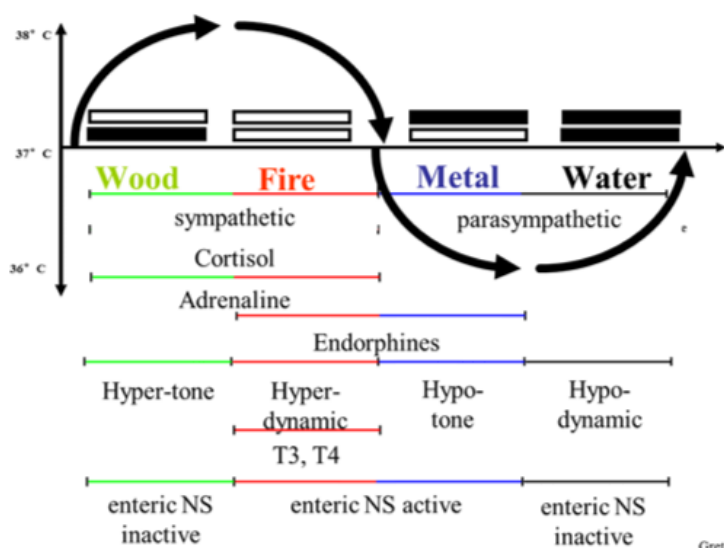 38° C
37° C
Wood Fire Metal Water
sympathetic parasympathetic
e
36° C
Cortisol
Adrenaline
Endorphines
Hyper-tone Hyper- Hypo- Hypo-
dynamic tone dynamic
T3, T4
enteric NS enteric NS active enteric NS
inactive inactive
Gret